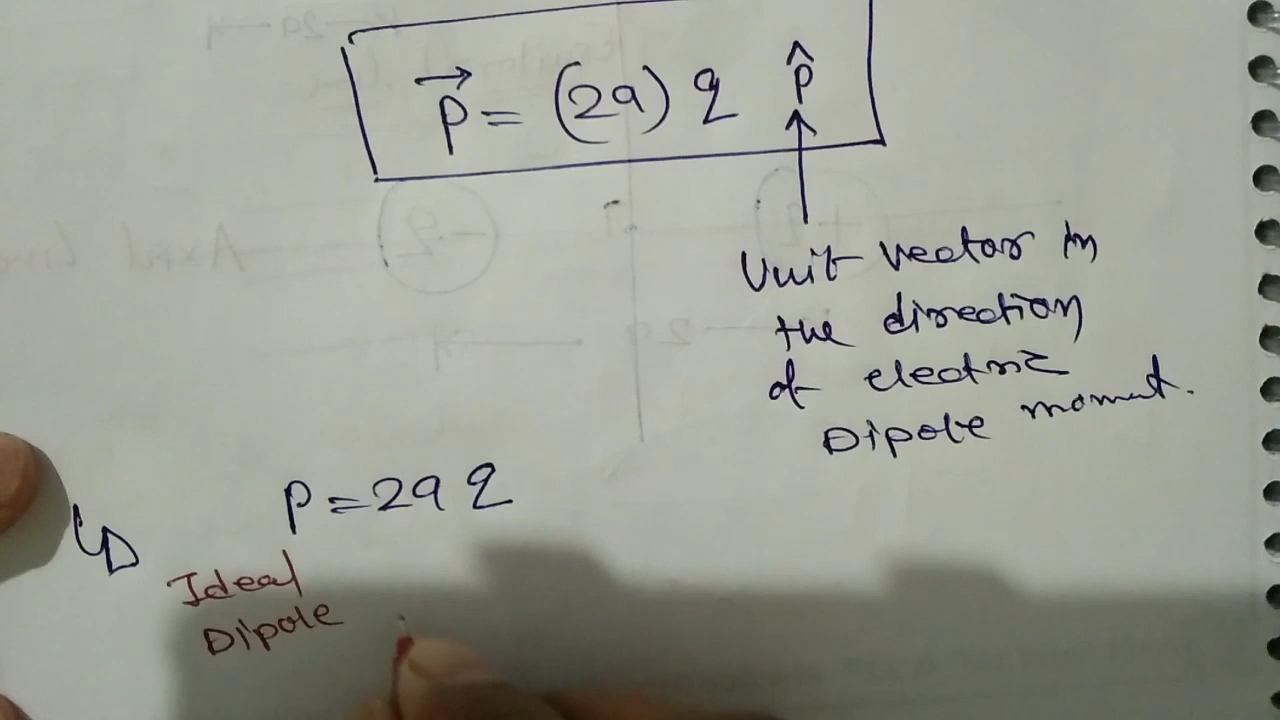 p⃗ = (2a) q p̂
Unit vector in
the direction
of electric
Dipole moment.
p = 2a q
Ideal
Dipole